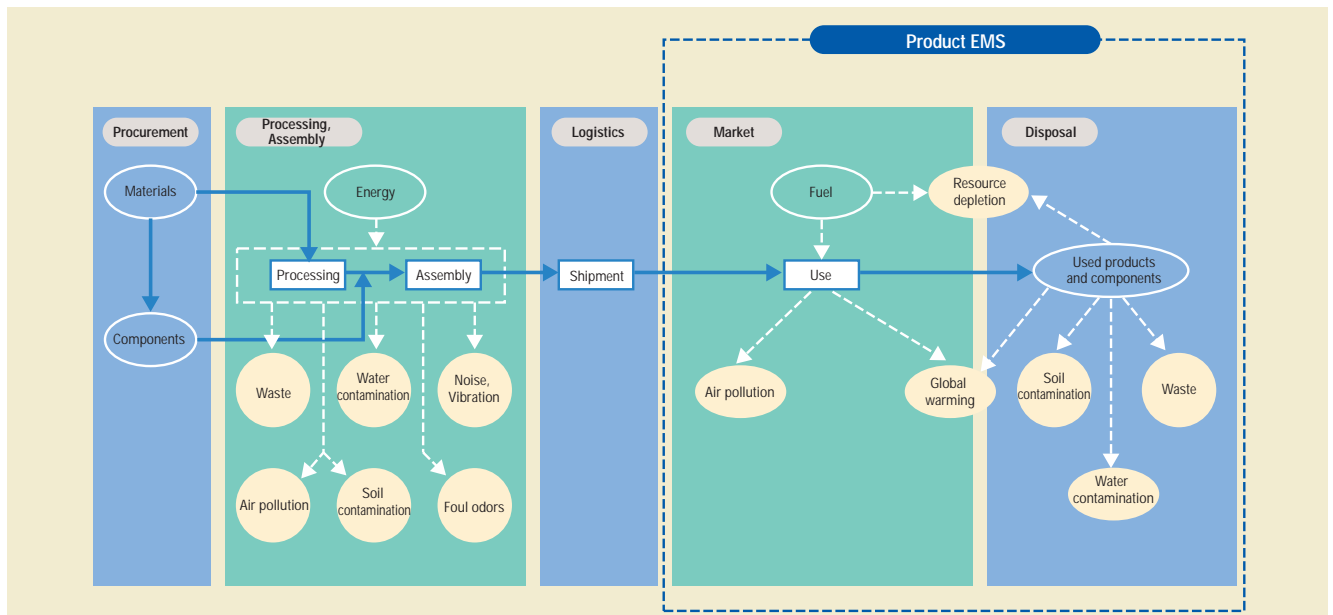 Product EMS
Procurement
Processing,
Assembly
Logistics
Market
Disposal
Materials
Energy
Fuel
Resource
depletion
Processing
Assembly
Shipment
Use
Used products
and components
Components
Waste
Water
contamination
Noise,
Vibration
Air pollution
Global
warming
Soil
contamination
Waste
Air pollution
Soil
contamination
Foul odors
Water
contamination